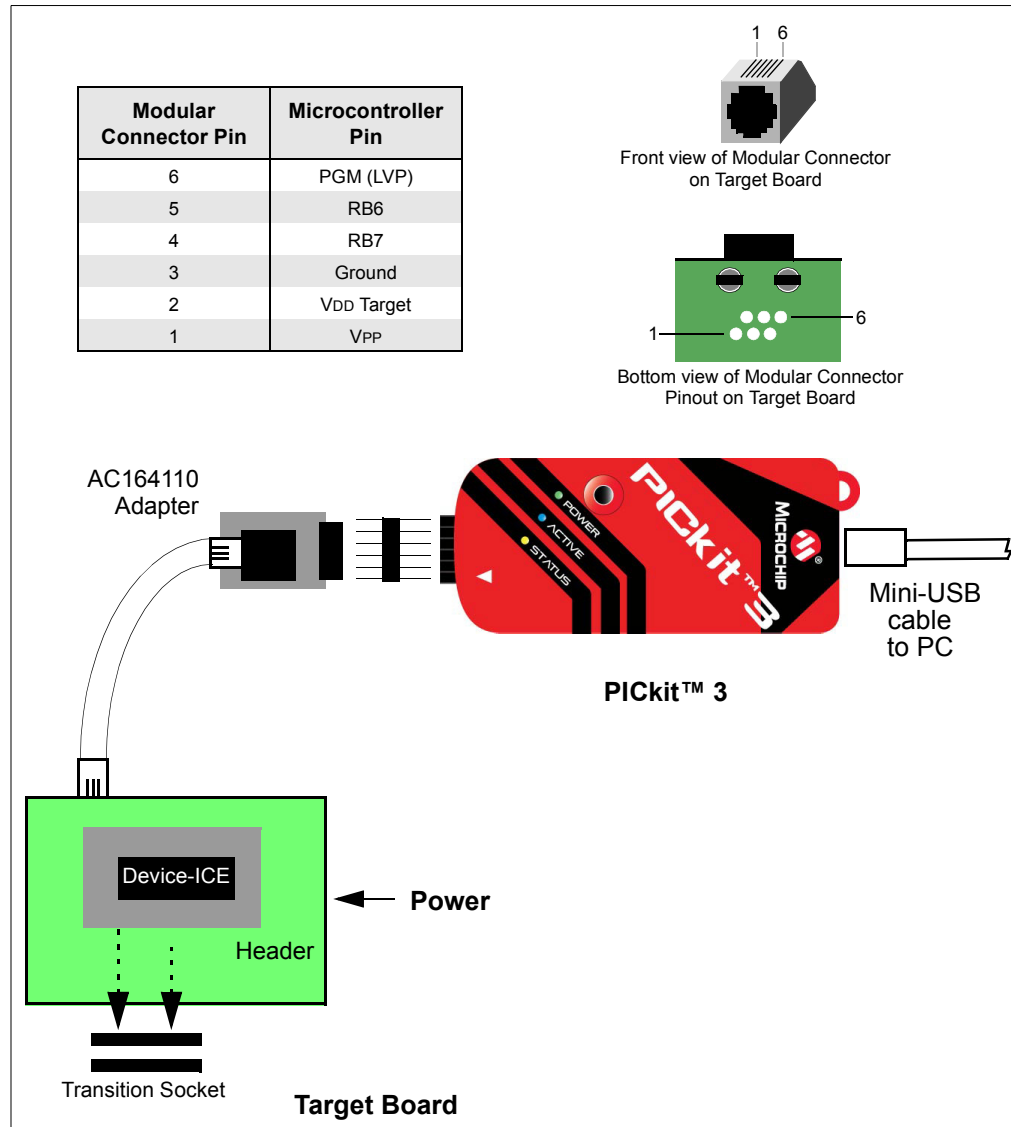 Modular Connector Pin
Microcontroller Pin
6 PGM (LVP)
5 RB6
4 RB7
3 Ground
2 VDD Target
1 VPP
1 6
Front view of Modular Connector
on Target Board
1
6
Bottom view of Modular Connector
Pinout on Target Board
AC164110
Adapter
POWER
ACTIVE
STATUS
PICkit™ 3
MICROCHIP
®
Mini-USB
cable
to PC
PICkit™ 3
Device-ICE
Header
Power
Transition Socket
Target Board